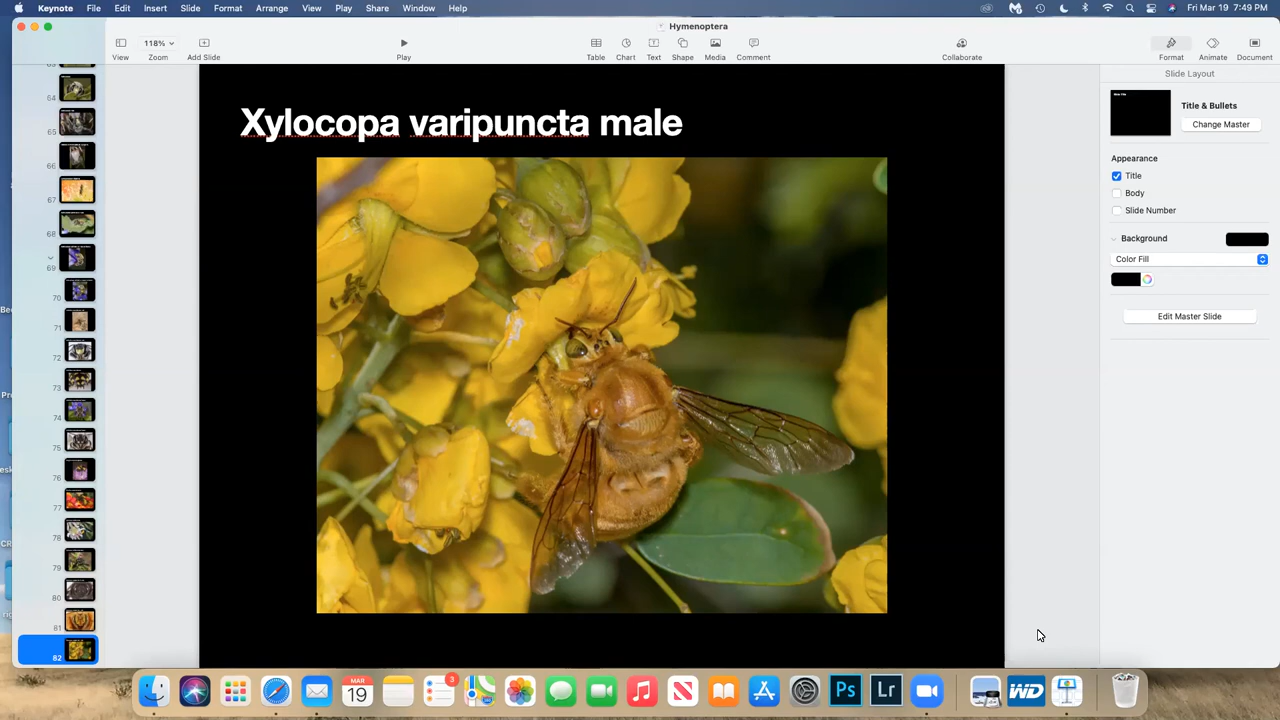 Keynote File Edit Insert Slide Format Arrange View Play Share Window Help Fri Mar 19 7:49 PM
Hymenoptera
118%
View Zoom Add Slide Play Table Chart Text Shape Media Comment Collaborate Format Animate Document
Slide Layout
Title & Bullets
Change Master
Appearance
Title
Body
Slide Number
Background
Color Fill
Edit Master Slide
64
65
66
67
68
69
70
71
72
73
74
75
76
77
78
79
80
81
82
Xylocopa varipuncta male
MAR
19
3
Ps
Lr
WD